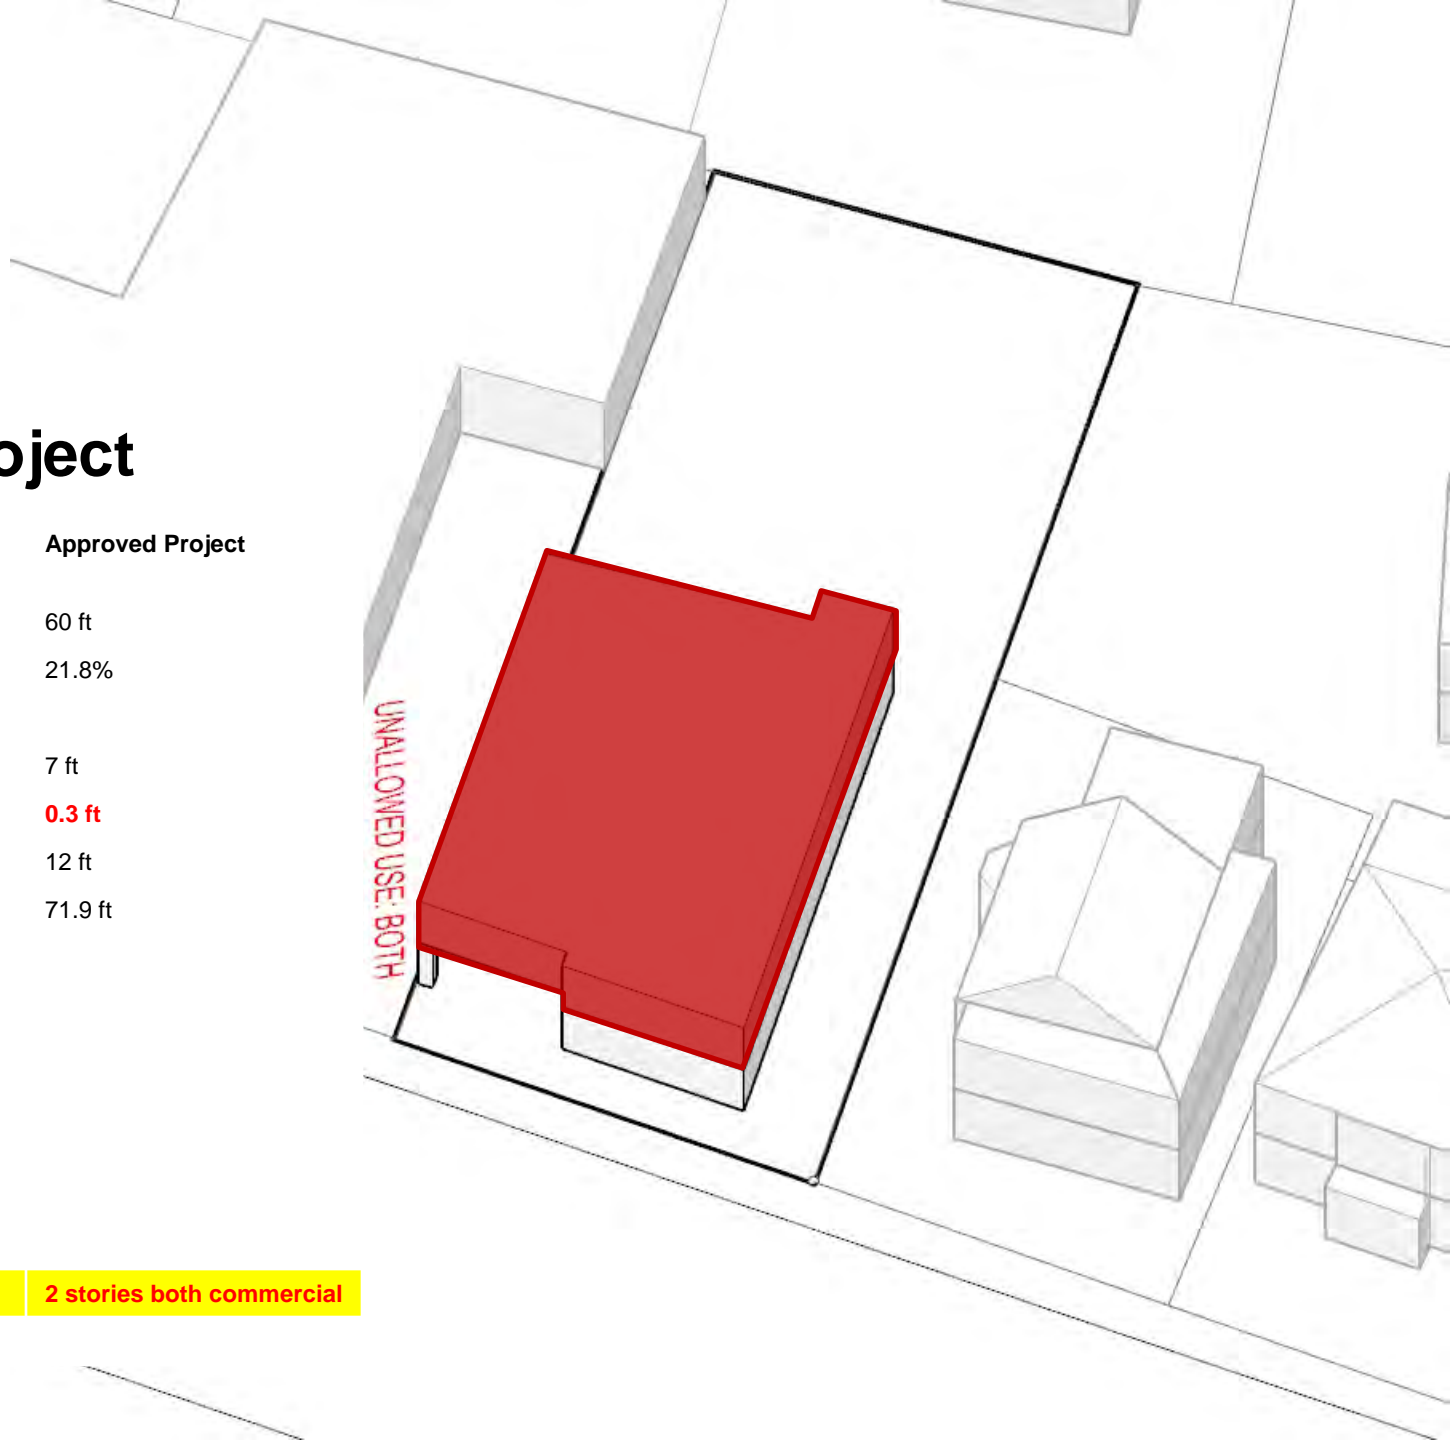 oject
Approved Project
60 ft
21.8%
7 ft
0.3 ft
12 ft
71.9 ft
UNALLOWED USE: BOTH
2 stories both commercial